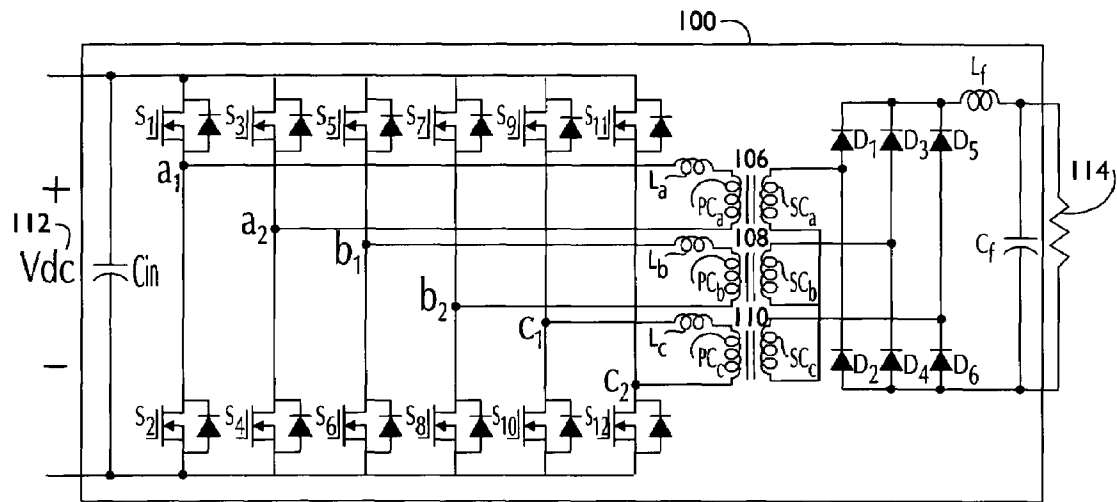 100
S1 S3 S5 S7 S9 S11
Lf
D1 D3 D5
114
106
a1
La PCa SCa
+
112
Vdc
Cin
a2
108
b1
Lb PCb SCb
Cf
b2
110
C1
Lc PCc SCc
−
C2
D2 D4 D6
S2 S4 S6 S8 S10 S12